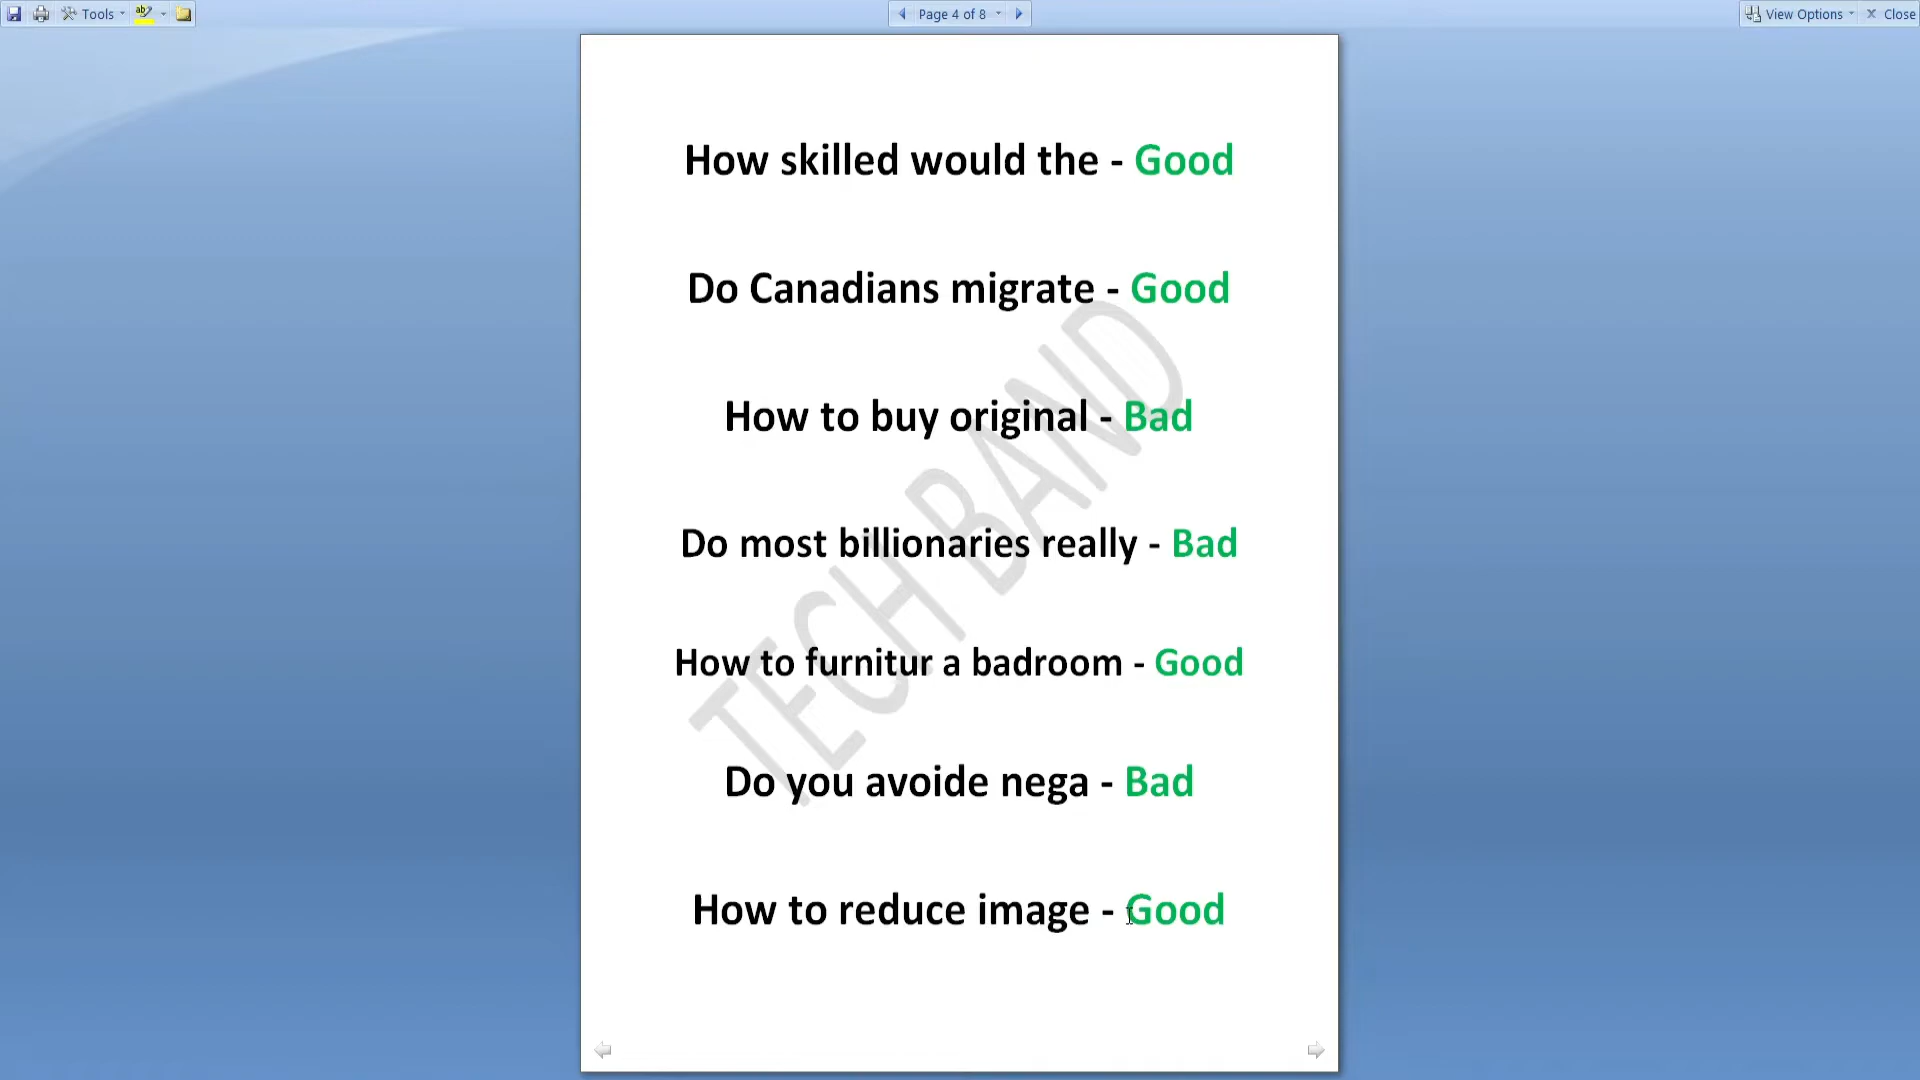 Tools
Page 4 of 8
View Options
Close
How skilled would the - Good
Do Canadians migrate - Good
How to buy original - Bad
Do most billionaries really - Bad
How to furnitur a badroom - Good
Do you avoide nega - Bad
How to reduce image - Good
TECH BAND